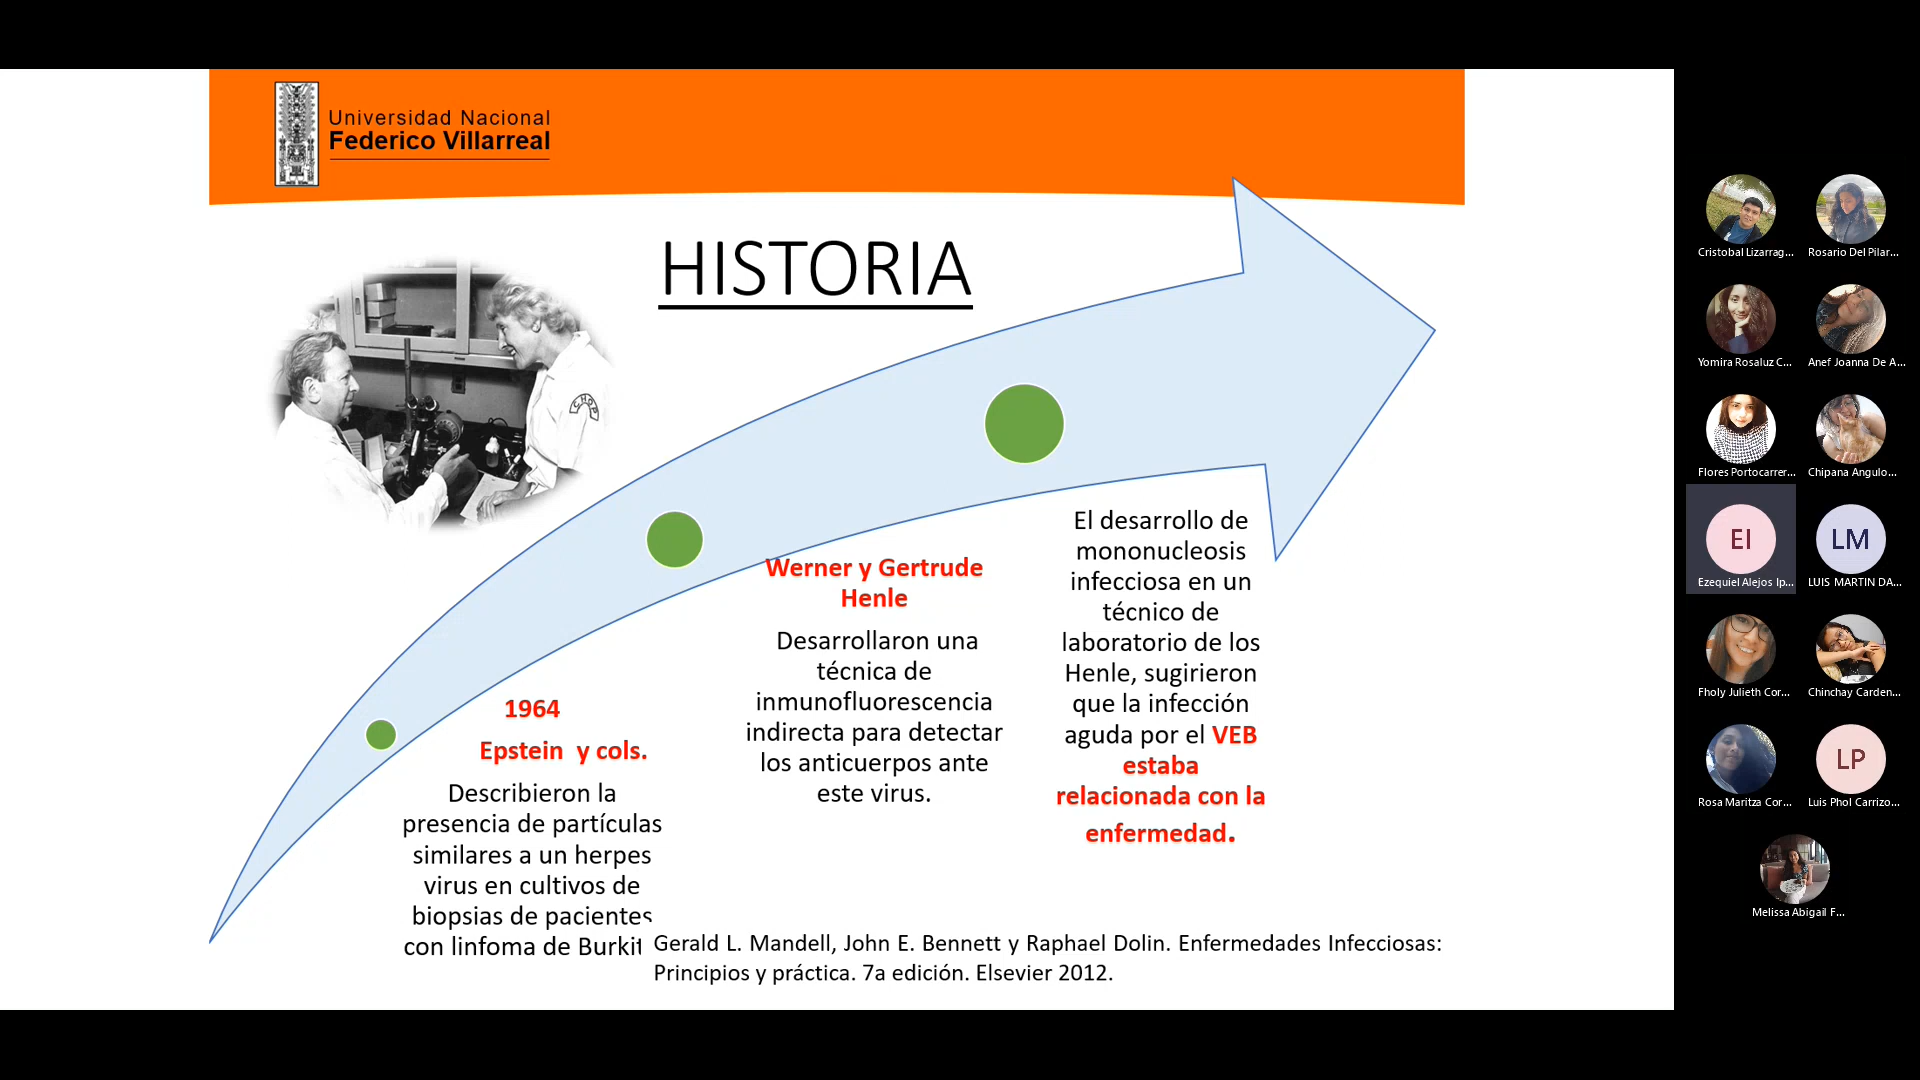 Universidad Nacional
Federico Villarreal
HISTORIA
CHOP
1964
Epstein y cols.
Describieron la
presencia de partículas
similares a un herpes
virus en cultivos de
biopsias de pacientes
con linfoma de Burkit
Werner y Gertrude
Henle
Desarrollaron una
técnica de
inmunofluorescencia
indirecta para detectar
los anticuerpos ante
este virus.
El desarrollo de
mononucleosis
infecciosa en un
técnico de
laboratorio de los
Henle, sugirieron
que la infección
aguda por el VEB
estaba
relacionada con la
enfermedad.
Gerald L. Mandell, John E. Bennett y Raphael Dolin. Enfermedades Infecciosas:
Principios y práctica. 7a edición. Elsevier 2012.
Cristobal Lizarrag...
Rosario Del Pilar...
Yomira Rosaluz C...
Anef Joanna De A...
Flores Portocarrer...
Chipana Angulo...
EI
Ezequiel Alejos Ip...
LM
LUIS MARTIN DA...
Fholy Julieth Cor...
Chinchay Carden...
Rosa Maritza Cor...
LP
Luis Phol Carrizo...
Melissa Abigail F...